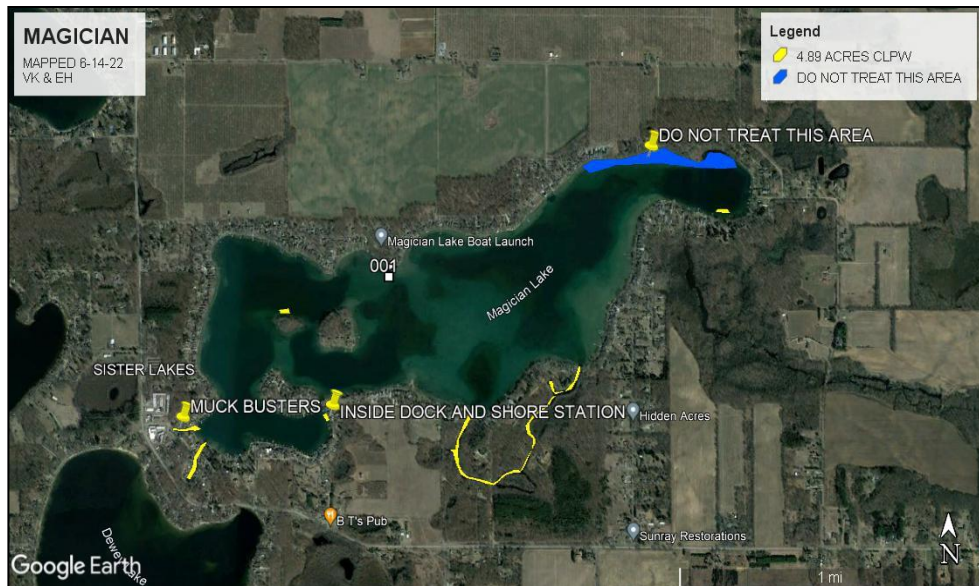 MAGICIAN
MAPPED 6-14-22
VK & EH
Legend
4.89 ACRES CLPW
DO NOT TREAT THIS AREA
DO NOT TREAT THIS AREA
Magician Lake Boat Launch
001
Magician Lake
SISTER LAKES
MUCK BUSTERS
INSIDE DOCK AND SHORE STATION
Hidden Acres
B T's Pub
Sunray Restorations
Dewey Lake
Google Earth
1 mi
N